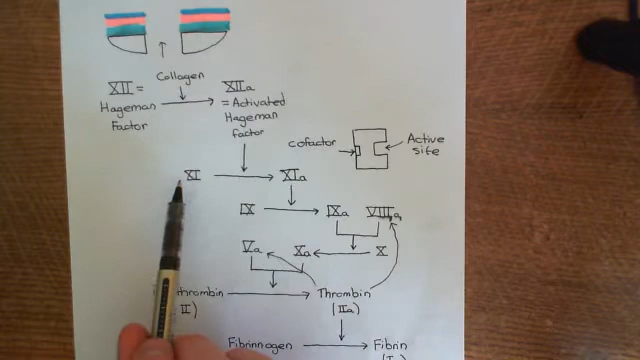 Collagen
XII =
Hageman
Factor
XIIa
= Activated
Hageman
factor
cofactor
Active
site
XI
XIa
IX
IXa
VIIIa
Va
Xa
X
thrombin
II)
Thrombin
(IIa)
Fibrinnogen
Fibrin